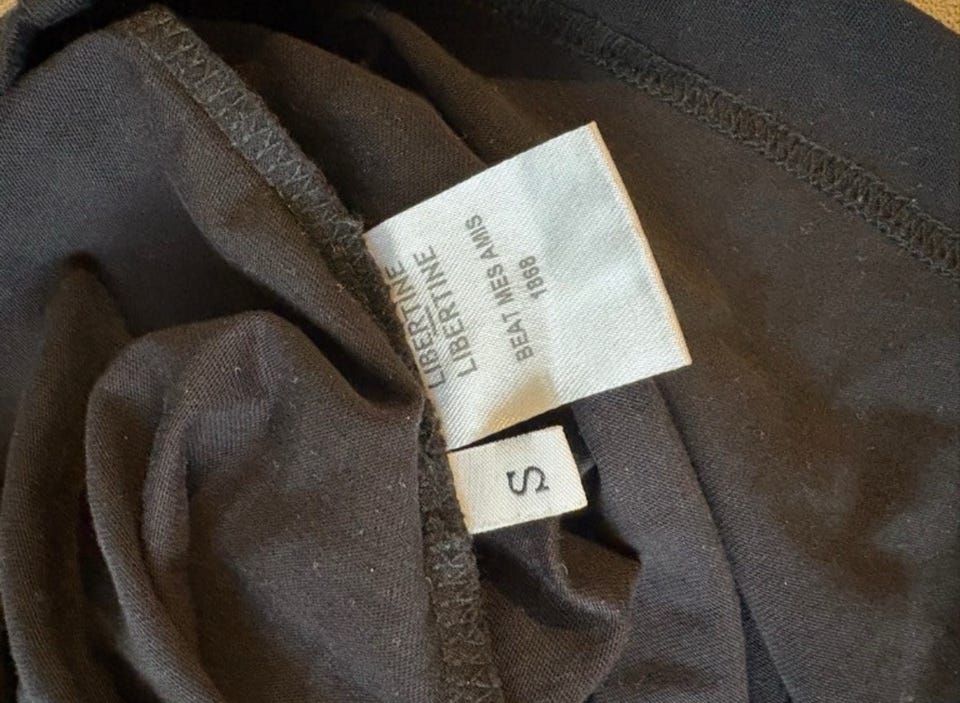 LIBERTINE
LIBERTINE
BEAT MES AMIS
1868
S